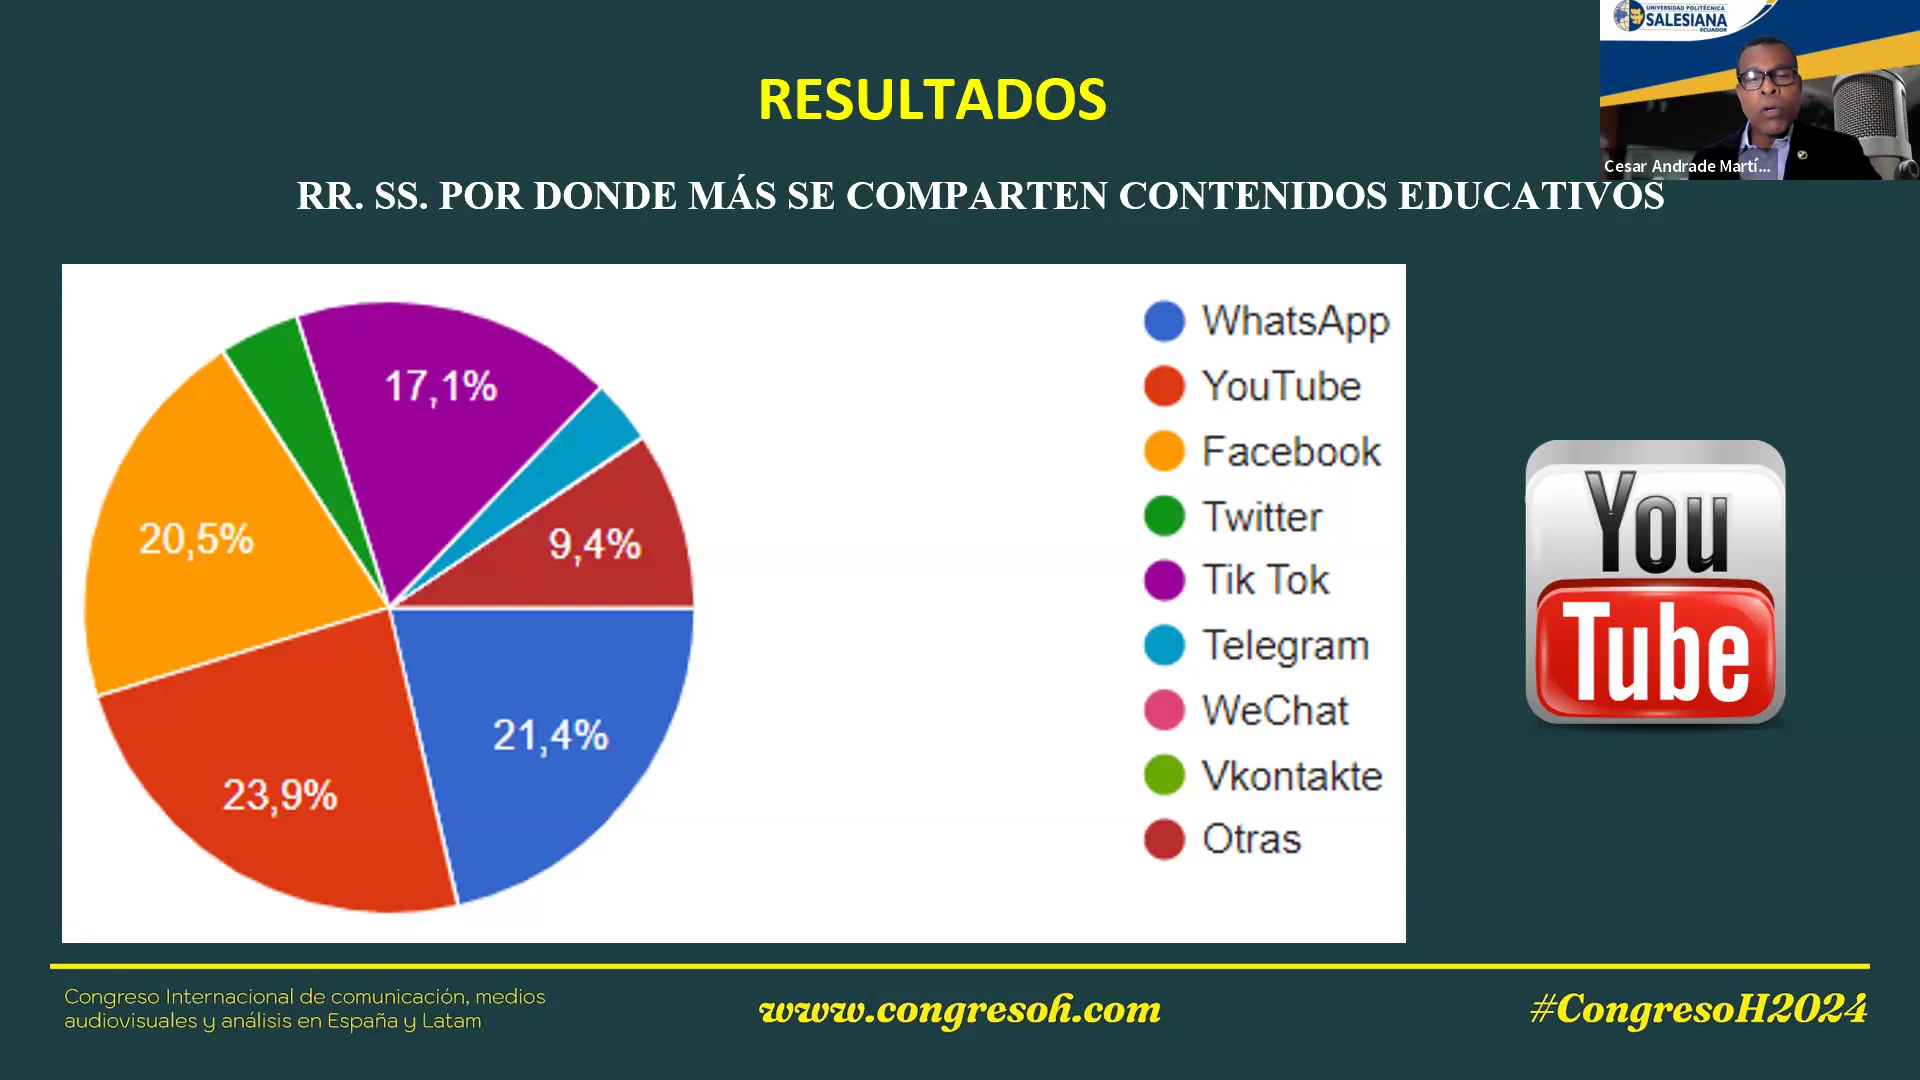 UNIVERSIDAD POLITÉCNICA
SALESIANA
ECUADOR
Cesar Andrade Martí...
RESULTADOS
RR. SS. POR DONDE MÁS SE COMPARTEN CONTENIDOS EDUCATIVOS
17,1%
20,5%
9,4%
21,4%
23,9%
WhatsApp
YouTube
Facebook
Twitter
Tik Tok
Telegram
WeChat
Vkontakte
Otras
You
Tube
Congreso Internacional de comunicación, medios
audiovisuales y análisis en España y Latam
www.congresoh.com
#CongresoH2024